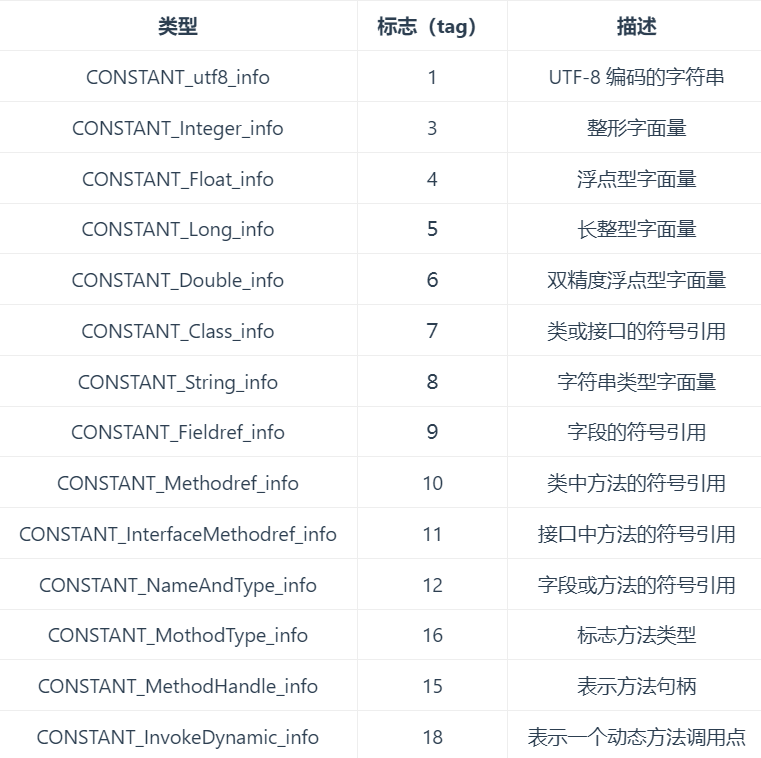 类型 标志（tag） 描述
CONSTANT_utf8_info 1 UTF-8 编码的字符串
CONSTANT_Integer_info 3 整形字面量
CONSTANT_Float_info 4 浮点型字面量
CONSTANT_Long_info 5 长整型字面量
CONSTANT_Double_info 6 双精度浮点型字面量
CONSTANT_Class_info 7 类或接口的符号引用
CONSTANT_String_info 8 字符串类型字面量
CONSTANT_Fieldref_info 9 字段的符号引用
CONSTANT_Methodref_info 10 类中方法的符号引用
CONSTANT_InterfaceMethodref_info 11 接口中方法的符号引用
CONSTANT_NameAndType_info 12 字段或方法的符号引用
CONSTANT_MothodType_info 16 标志方法类型
CONSTANT_MethodHandle_info 15 表示方法句柄
CONSTANT_InvokeDynamic_info 18 表示一个动态方法调用点